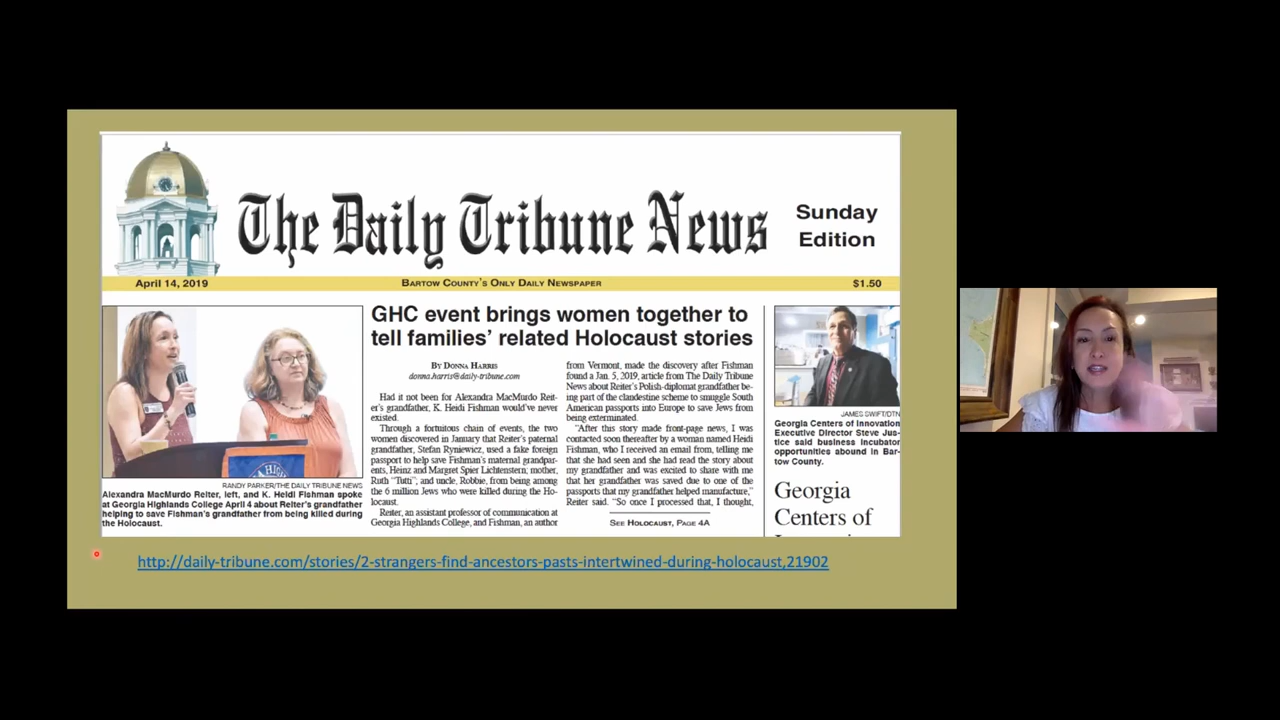 The Daily Tribune News
Sunday
Edition
April 14, 2019
Bartow County's Only Daily Newspaper
$1.50
RANDY PARKER/THE DAILY TRIBUNE NEWS
Alexandra MacMurdo Reiter, left, and K. Heidi Fishman spoke
at Georgia Highlands College April 4 about Reiter's grandfather
helping to save Fishman's grandfather from being killed during
the Holocaust.
GHC event brings women together to
tell families' related Holocaust stories
By Donna Harris
donna.harris@daily-tribune.com
Had it not been for Alexandra MacMurdo Reit-
er's grandfather, K. Heidi Fishman would've never
existed.
Through a fortuitous chain of events, the two
women discovered in January that Reiter's paternal
grandfather, Stefan Ryniewicz, used a fake foreign
passport to help save Fishman's maternal grandpar-
ents, Heinz and Margret Spier Lichtenstern; mother,
Ruth "Tutti"; and uncle, Robbie, from being among
the 6 million Jews who were killed during the Ho-
locaust.
Reiter, an assistant professor of communication at
Georgia Highlands College, and Fishman, an author
from Vermont, made the discovery after Fishman
found a Jan. 5, 2019, article from The Daily Tribune
News about Reiter's Polish-diplomat grandfather be-
ing part of the clandestine scheme to smuggle South
American passports into Europe to save Jews from
being exterminated.
"After this story made front-page news, I was
contacted soon thereafter by a woman named Heidi
Fishman, who I received an email from, telling me
that she had seen and she had read the story about
my grandfather and was excited to share with me
that her grandfather was saved due to one of the
passports that my grandfather helped manufacture,"
Reiter said. "So once I processed that, I thought,
See Holocaust, Page 4A
JAMES SWIFT/DTN
Georgia Centers of Innovation
Executive Director Steve Jus-
tice said business incubator
opportunities abound in Bar-
tow County.
Georgia
Centers of
http://daily-tribune.com/stories/2-strangers-find-ancestors-pasts-intertwined-during-holocaust,21902